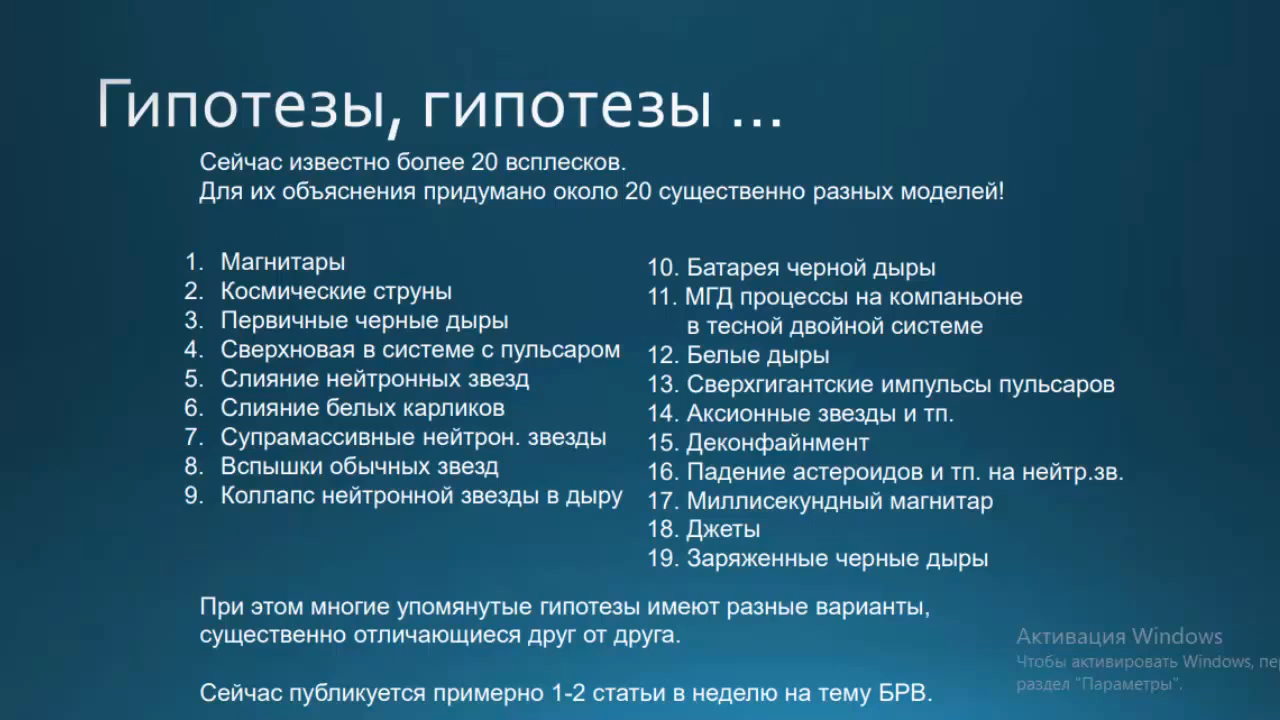 Гипотезы, гипотезы ...
Сейчас известно более 20 всплесков.
Для их объяснения придумано около 20 существенно разных моделей!
1. Магнитары
2. Космические струны
3. Первичные черные дыры
4. Сверхновая в системе с пульсаром
5. Слияние нейтронных звезд
6. Слияние белых карликов
7. Супрамассивные нейтрон. звезды
8. Вспышки обычных звезд
9. Коллапс нейтронной звезды в дыру
10. Батарея черной дыры
11. МГД процессы на компаньоне
в тесной двойной системе
12. Белые дыры
13. Сверхгигантские импульсы пульсаров
14. Аксионные звезды и тп.
15. Деконфайнмент
16. Падение астероидов и тп. на нейтр.зв.
17. Миллисекундный магнитар
18. Джеты
19. Заряженные черные дыры
При этом многие упомянутые гипотезы имеют разные варианты,
существенно отличающиеся друг от друга.
Сейчас публикуется примерно 1-2 статьи в неделю на тему БРВ.
Активация Windows
Чтобы активировать Windows, пе
раздел "Параметры".